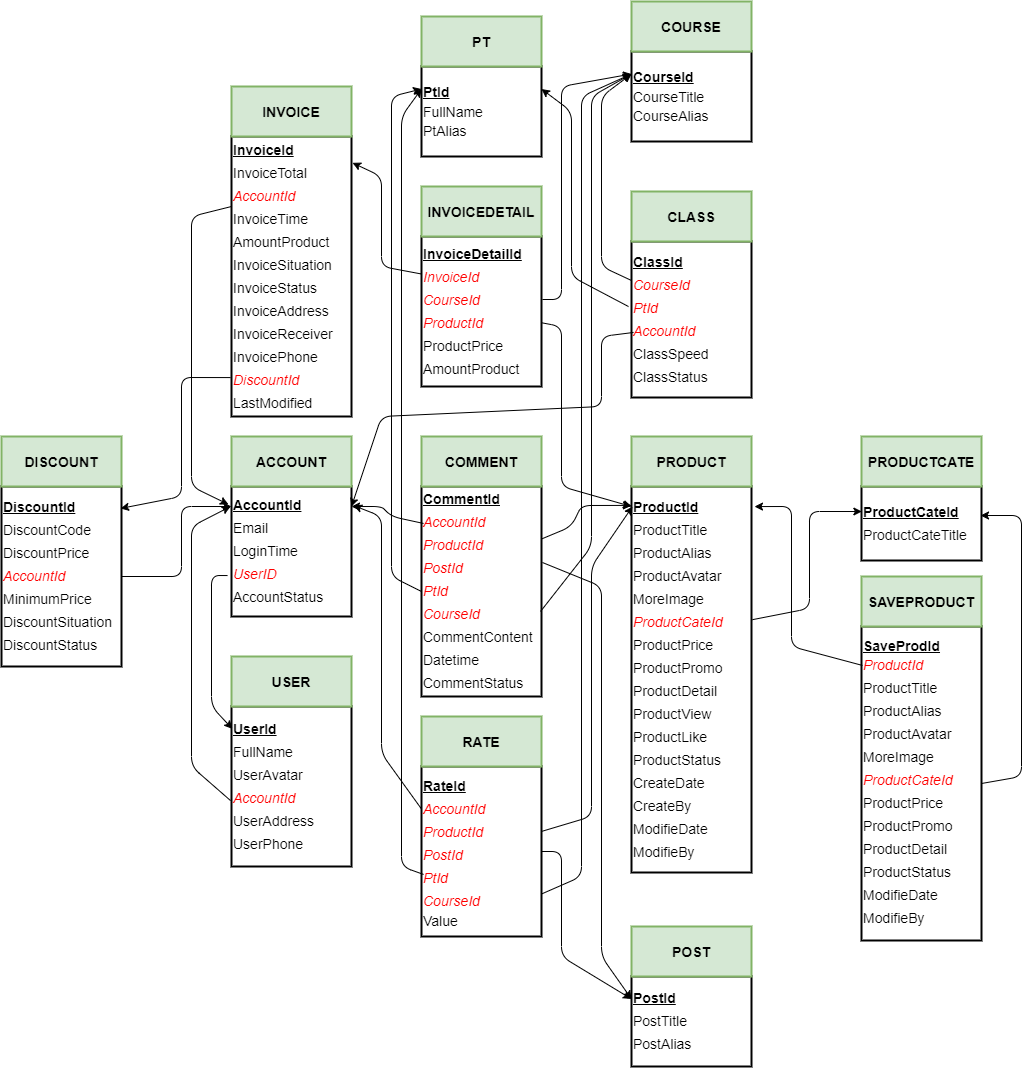 PT
PtId
FullName
PtAlias
COURSE
CourseId
CourseTitle
CourseAlias
INVOICE
InvoiceId
InvoiceTotal
AccountId
InvoiceTime
AmountProduct
InvoiceSituation
InvoiceStatus
InvoiceAddress
InvoiceReceiver
InvoicePhone
DiscountId
LastModified
INVOICEDETAIL
InvoiceDetailId
InvoiceId
CourseId
ProductId
ProductPrice
AmountProduct
CLASS
ClassId
CourseId
PtId
AccountId
ClassSpeed
ClassStatus
DISCOUNT
DiscountId
DiscountCode
DiscountPrice
AccountId
MinimumPrice
DiscountSituation
DiscountStatus
ACCOUNT
AccountId
Email
LoginTime
UserID
AccountStatus
COMMENT
CommentId
AccountId
ProductId
PostId
PtId
CourseId
CommentContent
Datetime
CommentStatus
PRODUCT
ProductId
ProductTitle
ProductAlias
ProductAvatar
MoreImage
ProductCateId
ProductPrice
ProductPromo
ProductDetail
ProductView
ProductLike
ProductStatus
CreateDate
CreateBy
ModifieDate
ModifieBy
PRODUCTCATE
ProductCateId
ProductCateTitle
SAVEPRODUCT
SaveProdId
ProductId
ProductTitle
ProductAlias
ProductAvatar
MoreImage
ProductCateId
ProductPrice
ProductPromo
ProductDetail
ProductStatus
ModifieDate
ModifieBy
USER
UserId
FullName
UserAvatar
AccountId
UserAddress
UserPhone
RATE
RateId
AccountId
ProductId
PostId
PtId
CourseId
Value
POST
PostId
PostTitle
PostAlias